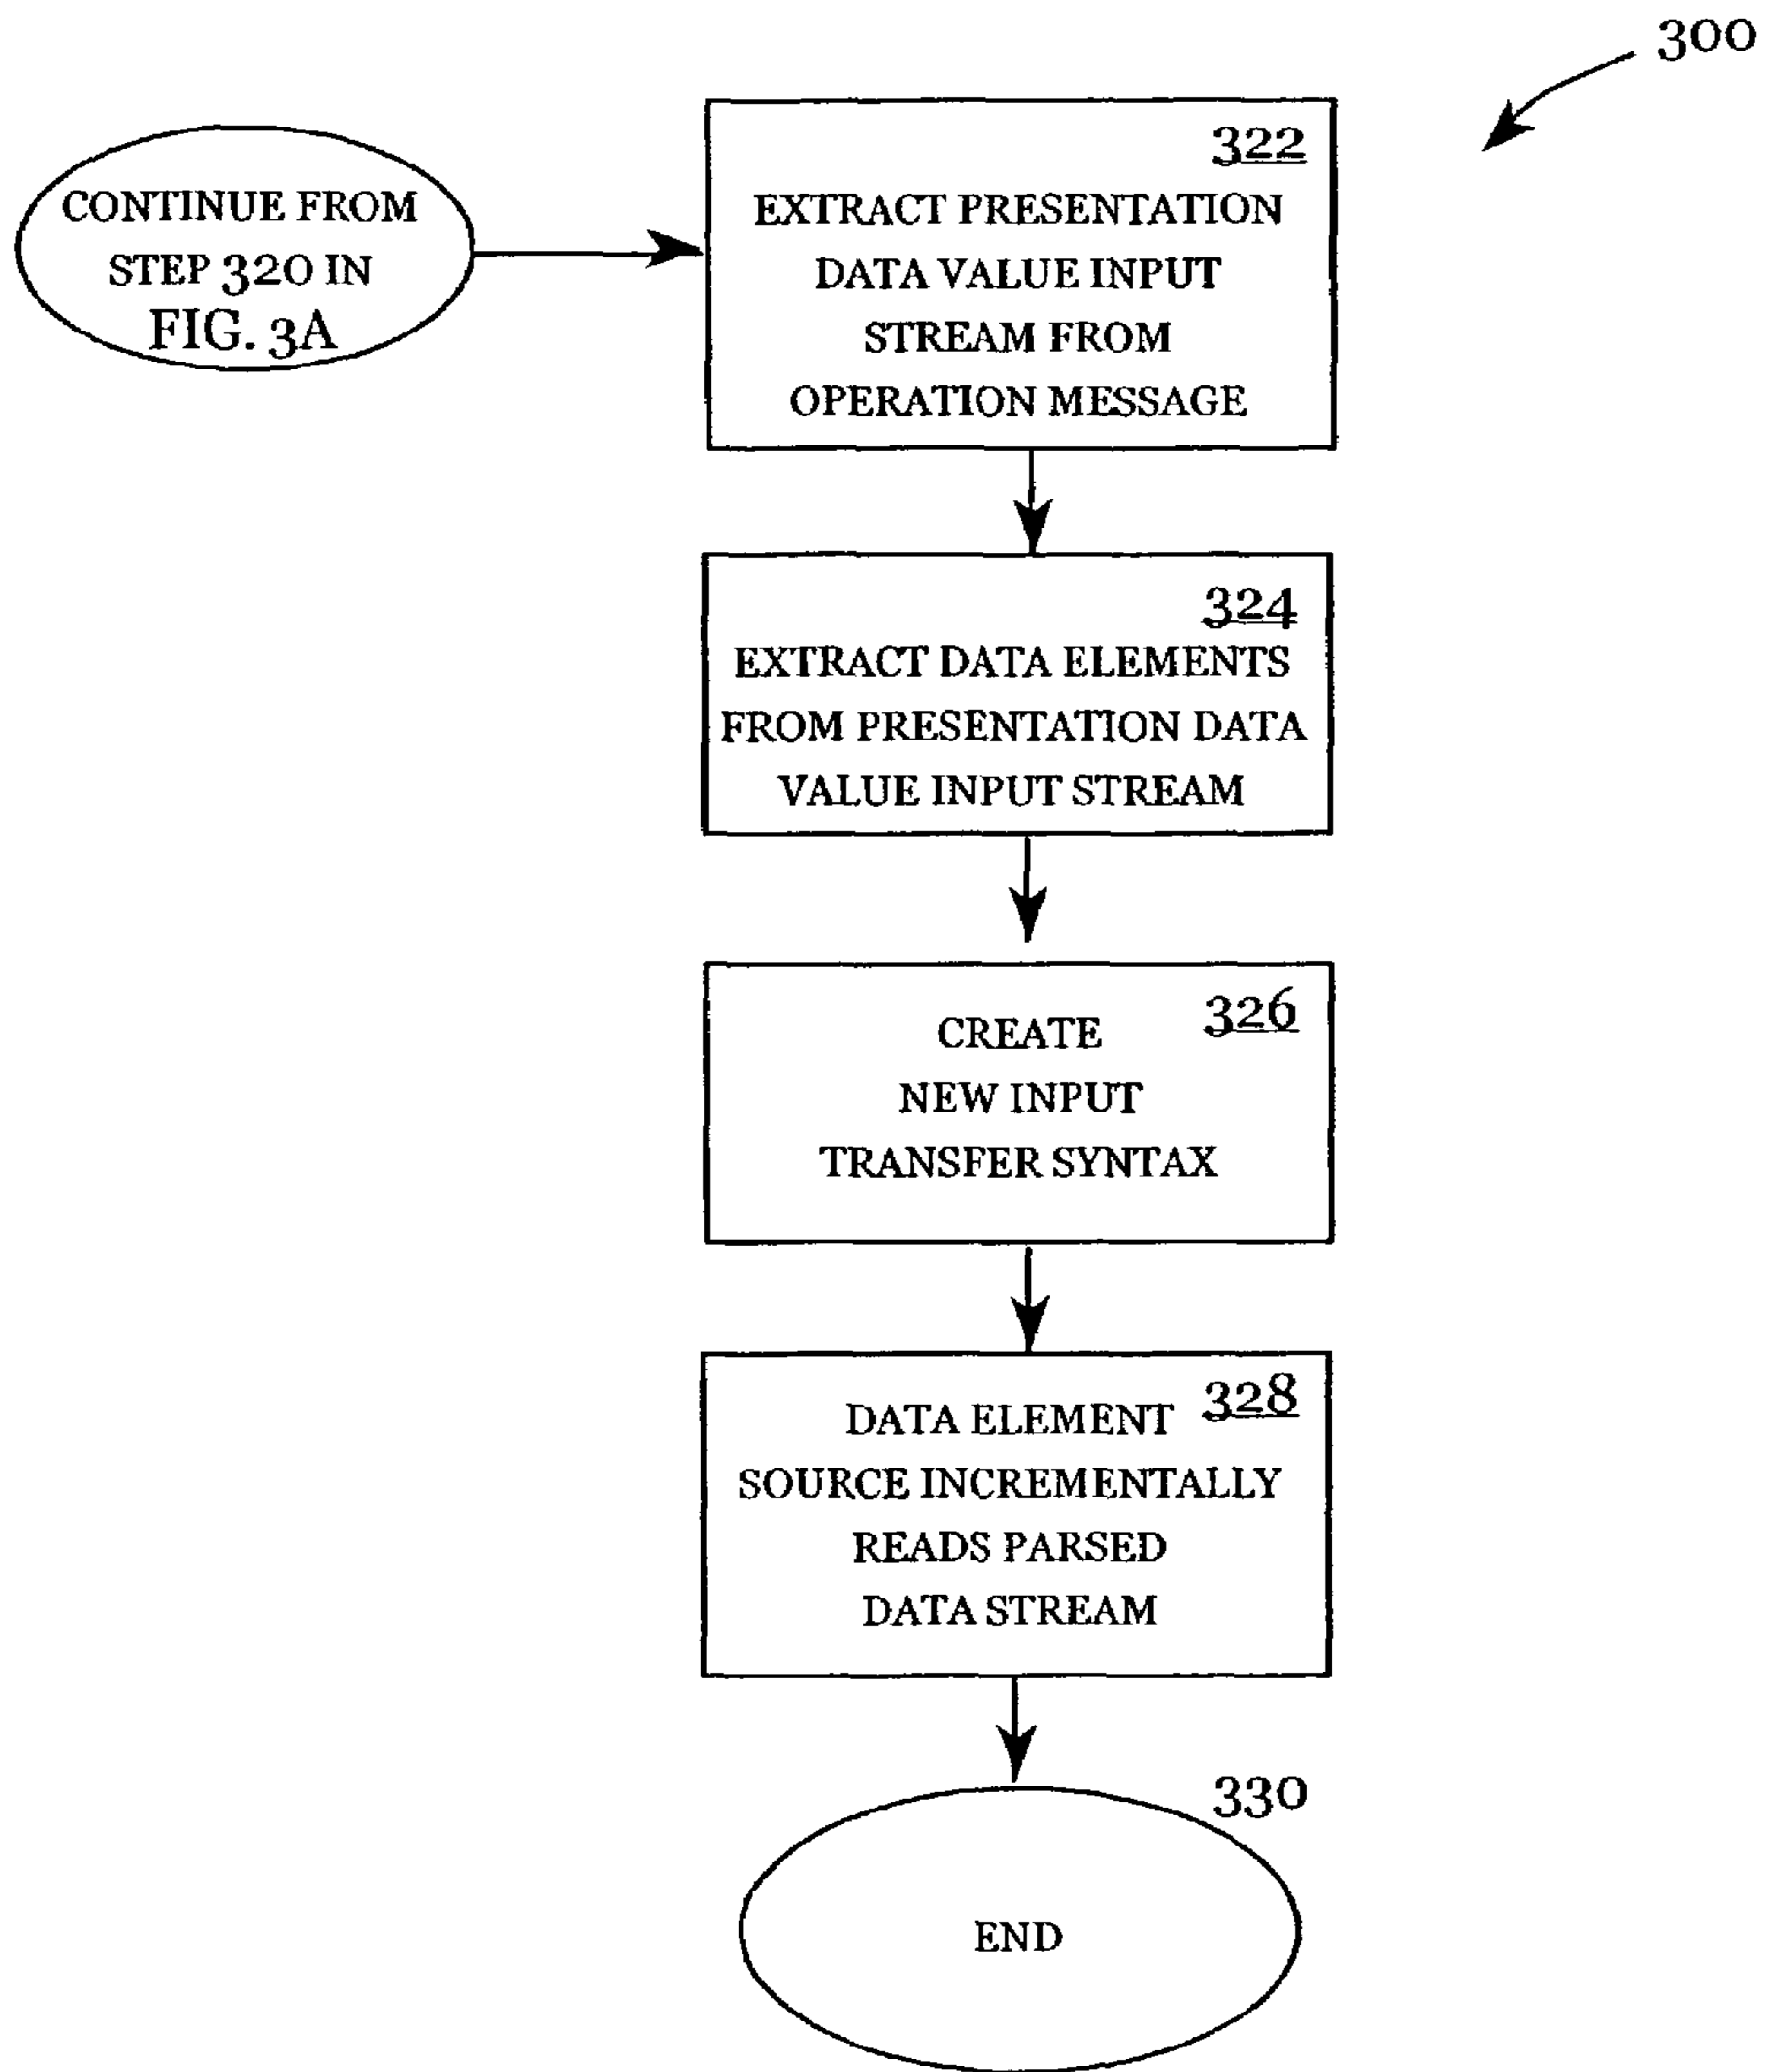 300
CONTINUE FROM
STEP 320 IN
FIG. 3A
322
EXTRACT PRESENTATION
DATA VALUE INPUT
STREAM FROM
OPERATION MESSAGE
324
EXTRACT DATA ELEMENTS
FROM PRESENTATION DATA
VALUE INPUT STREAM
326
CREATE
NEW INPUT
TRANSFER SYNTAX
328
DATA ELEMENT
SOURCE INCREMENTALLY
READS PARSED
DATA STREAM
330
END